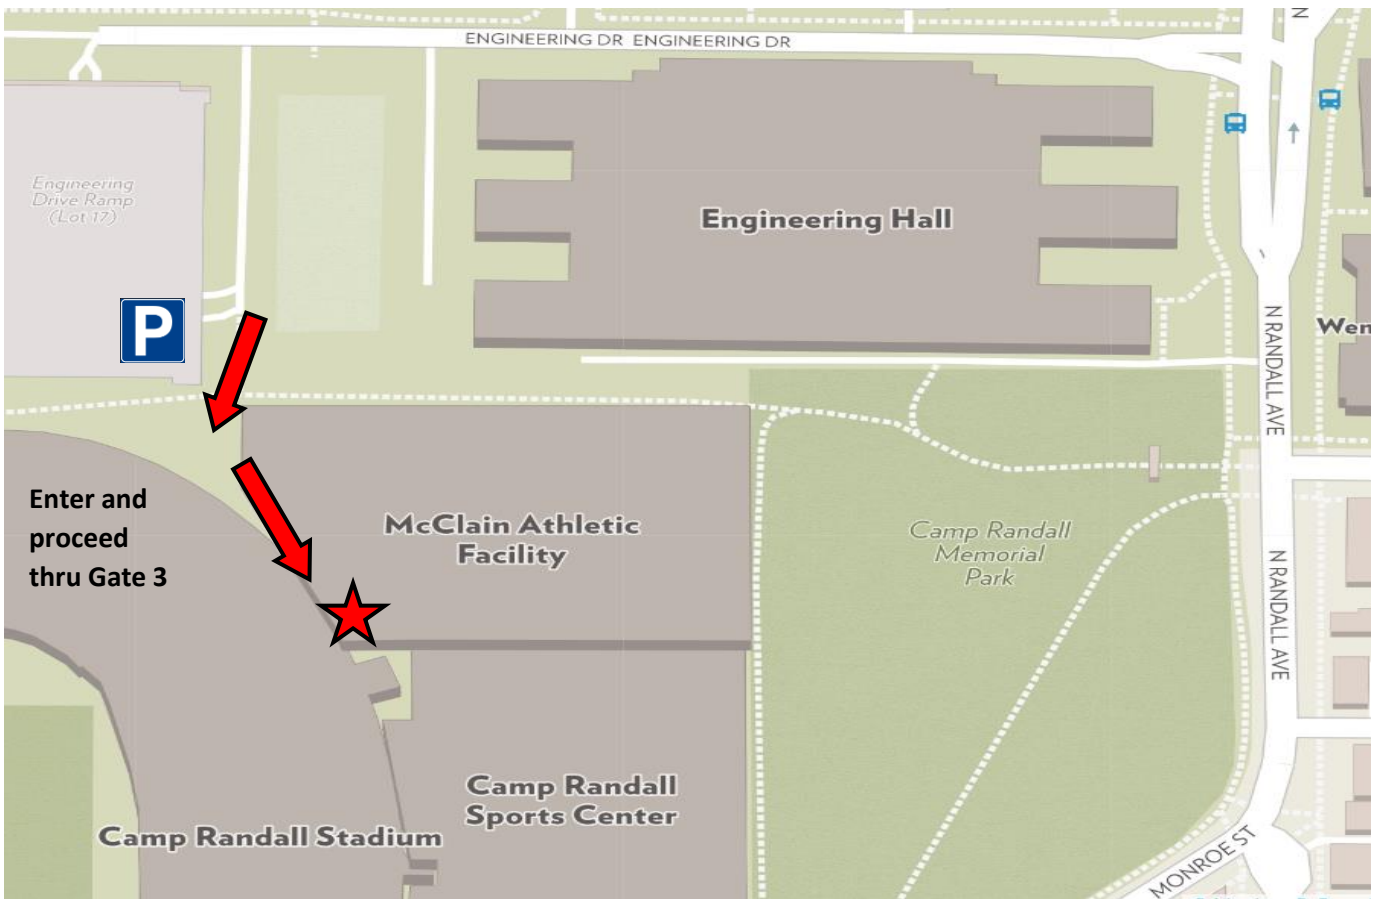 ENGINEERING DR ENGINEERING DR
N
Engineering
Drive Ramp
(Lot 17)
Engineering Hall
P
N RANDALL AVE
Wen
Enter and
proceed
thru Gate 3
McClain Athletic
Facility
Camp Randall
Memorial
Park
N RANDALL AVE
Camp Randall
Sports Center
Camp Randall Stadium
MONROE ST